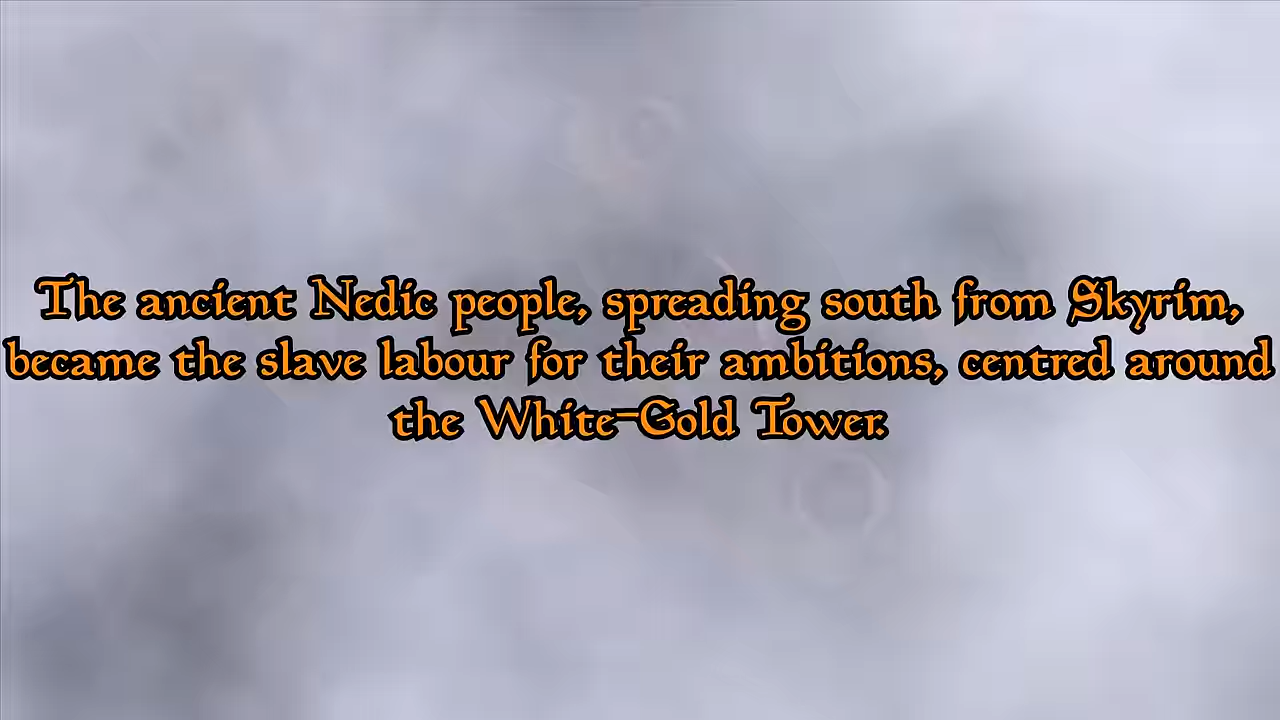 The ancient Nedic people, spreading south from Skyrim,
became the slave labour for their ambitions, centred around
the White-Gold Tower.